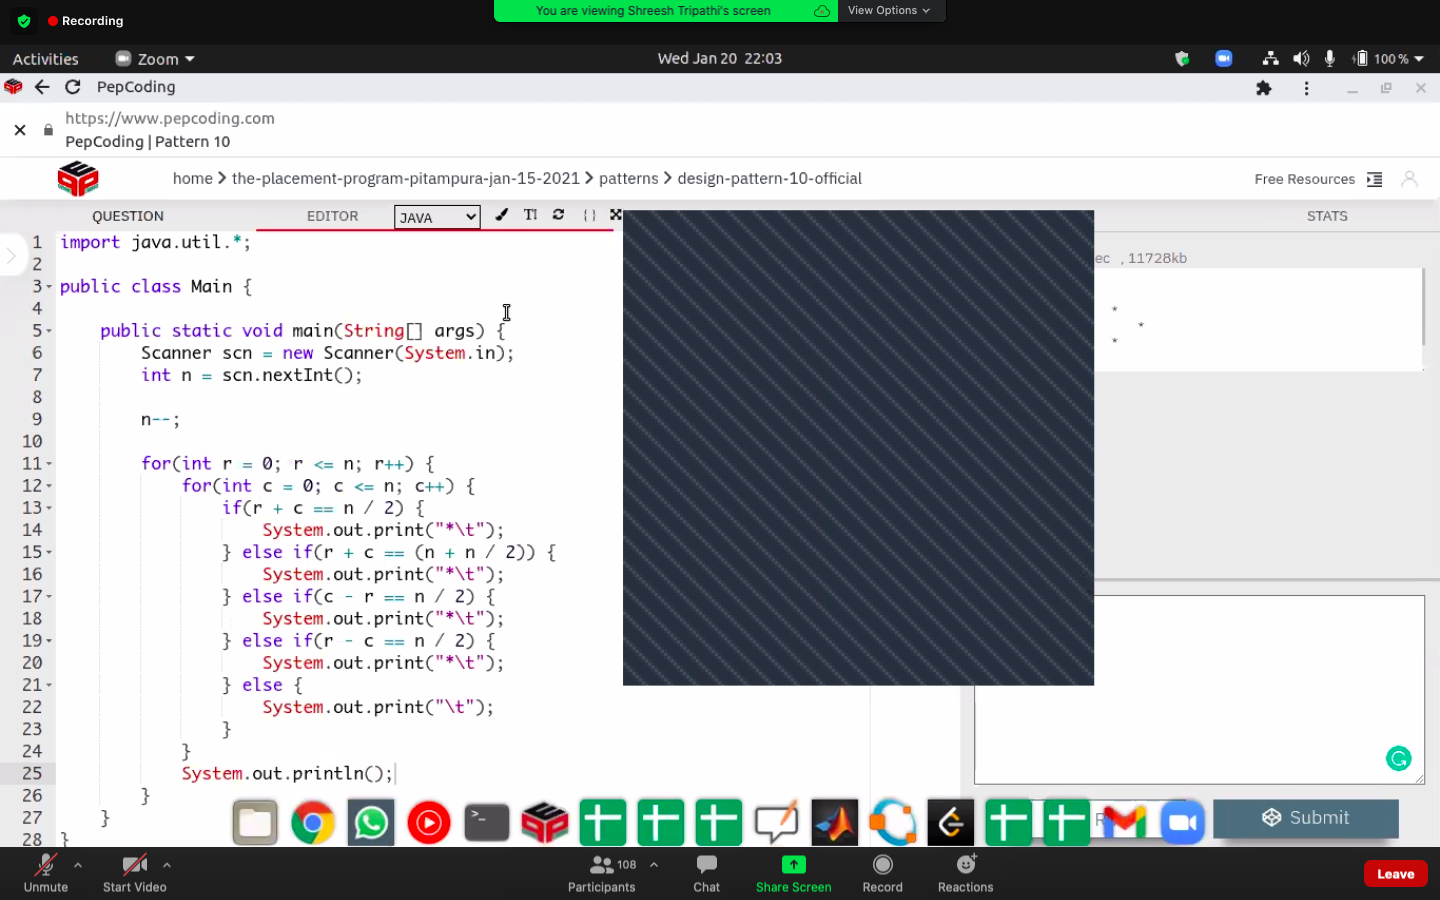 Recording
You are viewing Shreesh Tripathi's screen
View Options
Activities
Zoom
Wed Jan 20 22:03
100 %
PepCoding
https://www.pepcoding.com
PepCoding | Pattern 10
home > the-placement-program-pitampura-jan-15-2021 > patterns > design-pattern-10-official
Free Resources
QUESTION
EDITOR
JAVA
STATS
1 import java.util.*;
2
3 public class Main {
4
5 public static void main(String[] args) {
6 Scanner scn = new Scanner(System.in);
7 int n = scn.nextInt();
8
9 n--;
10
11 for(int r = 0; r <= n; r++) {
12 for(int c = 0; c <= n; c++) {
13 if(r + c == n / 2) {
14 System.out.print("*\t");
15 } else if(r + c == (n + n / 2)) {
16 System.out.print("*\t");
17 } else if(c - r == n / 2) {
18 System.out.print("*\t");
19 } else if(r - c == n / 2) {
20 System.out.print("*\t");
21 } else {
22 System.out.print("\t");
23 }
24 }
25 System.out.println();
26 }
27 }
28 }
ec , 11728kb
*
*
*
Submit
Unmute
Start Video
108
Participants
Chat
Share Screen
Record
Reactions
Leave